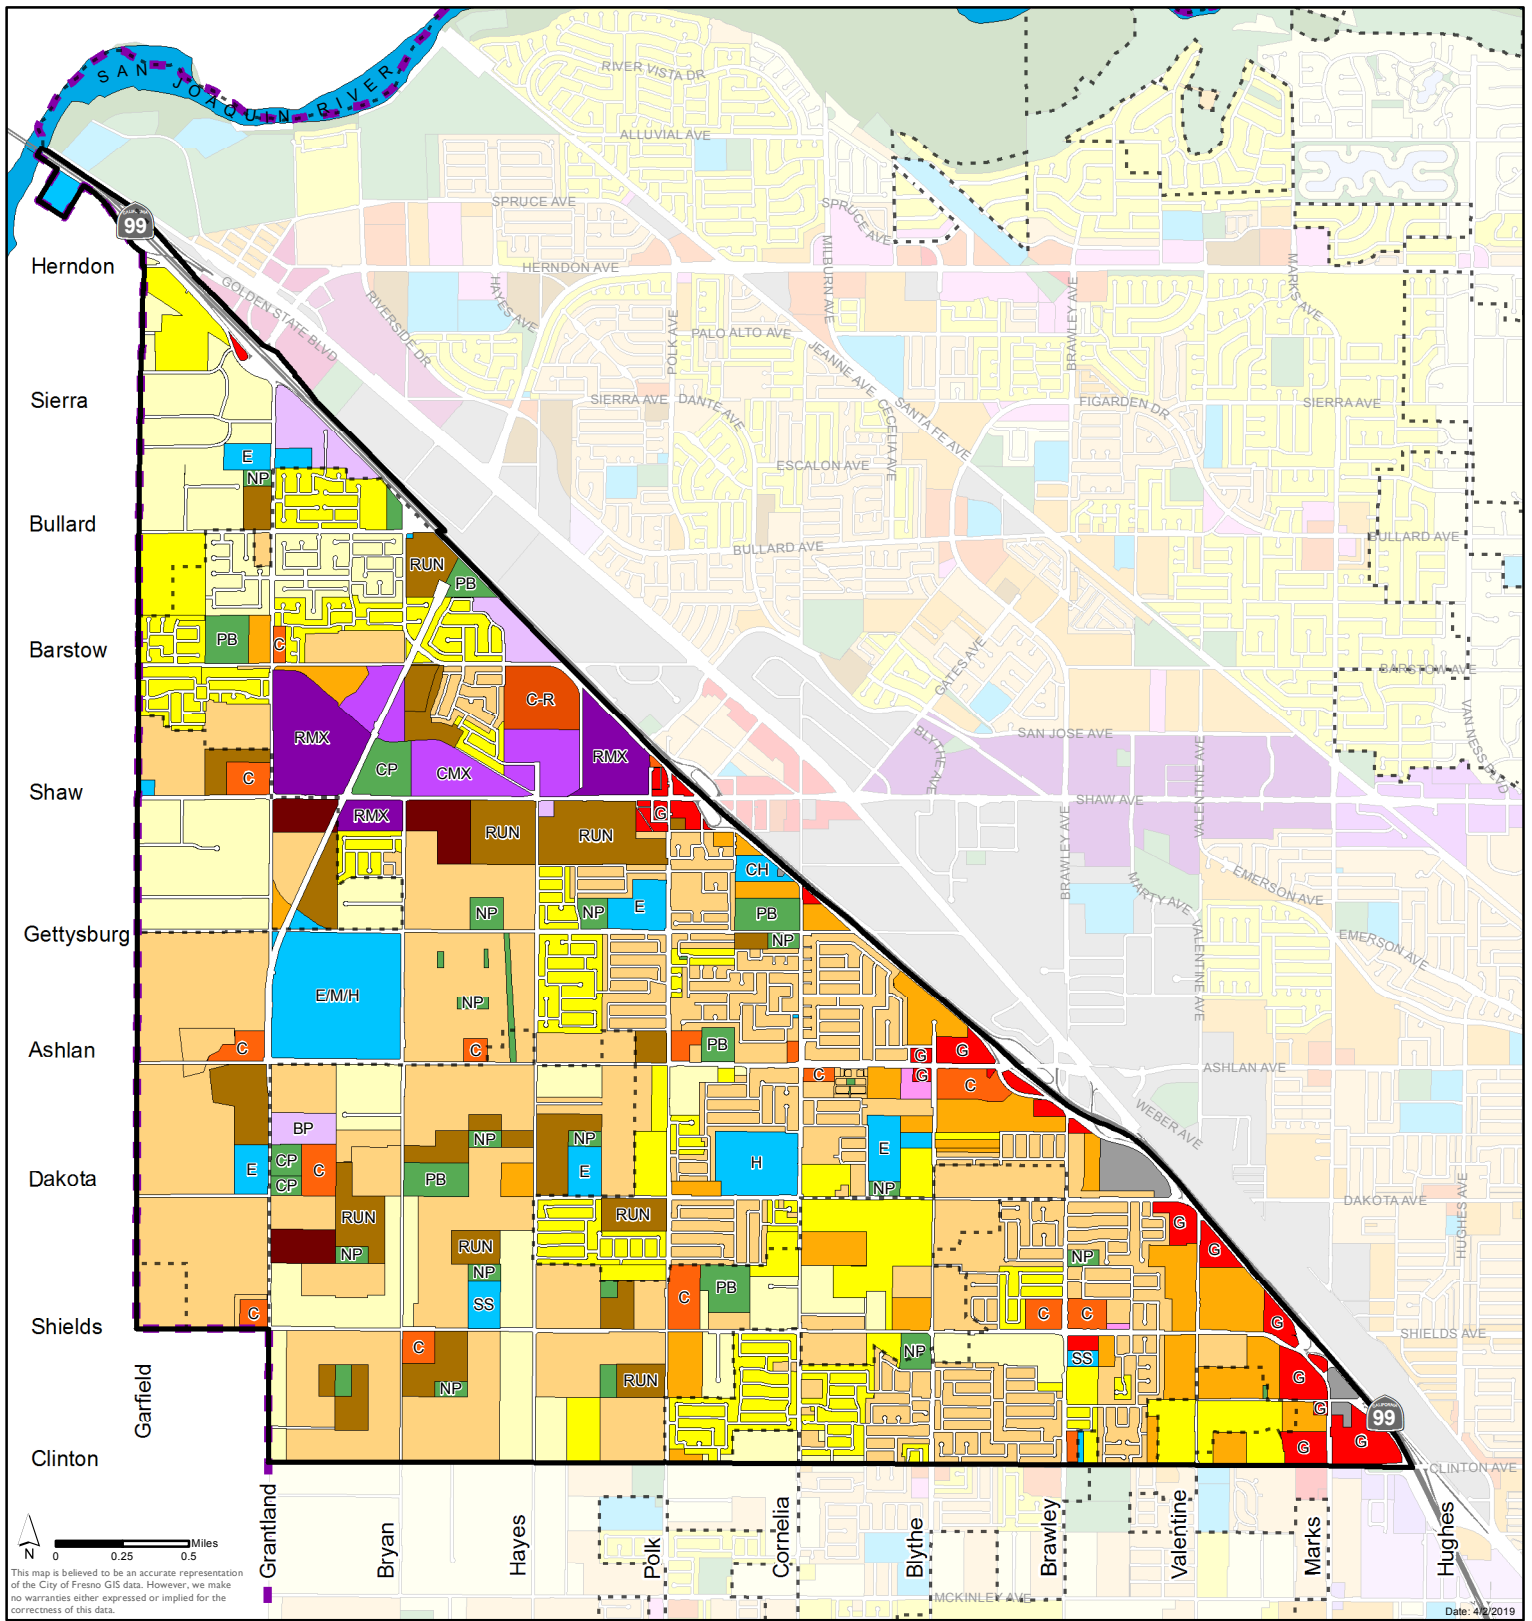 SAN JOAQUIN RIVER
RIVER VISTA DR
ALLUVIAL AVE
SPRUCE AVE
SPRUCE AVE
CALIFORNIA
99
Herndon
HERNDON AVE
GOLDEN STATE BLVD
RIVERSIDE DR
HAYES AVE
POLK AVE
PALO ALTO AVE
MILBURN AVE
JEANNE AVE
BRAWLEY AVE
MARKS AVE
Sierra
SIERRA AVE
DANTE AVE
CECELIA AVE
SANTA FE AVE
FIGARDEN DR
SIERRA AVE
E
NP
ESCALON AVE
Bullard
BULLARD AVE
BULLARD AVE
RUN
PB
Barstow
PB
C
GATES AVE
BARSTOW AVE
VAN NESS BLVD
C-R
RMX
CP
CMX
RMX
BLYTHE AVE
SAN JOSE AVE
VALENTINE AVE
C
Shaw
SHAW AVE
RMX
RUN
RUN
G
BRAWLEY AVE
CH
MARTY AVE
EMERSON AVE
NP
NP
E
PB
VALENTINE AVE
EMERSON AVE
Gettysburg
NP
E/M/H
NP
Ashlan
C
C
PB
G
G
C
G
C
ASHLAN AVE
WEBER AVE
BP
CP
C
NP
NP
E
H
E
Dakota
E
CP
PB
NP
DAKOTA AVE
HUGHES AVE
RUN
RUN
G
NP
RUN
NP
G
NP
SS
PB
C
Shields
C
C
C
G
SHIELDS AVE
C
NP
SS
NP
RUN
G
Garfield
G
CALIFORNIA
99
Clinton
G
G
CLINTON AVE
Grantland
Bryan
Hayes
Polk
Cornelia
Blythe
Brawley
Valentine
Marks
Hughes
MCKINLEY AVE
N
Miles
0 0.25 0.5
This map is believed to be an accurate representation
of the City of Fresno GIS data. However, we make
no warranties either expressed or implied for the
correctness of this data.
Date: 4/2/2019